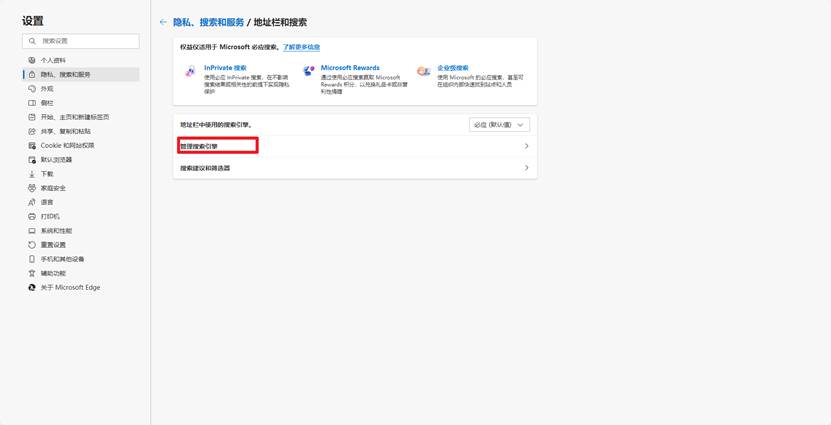 设置
搜索设置
个人资料
隐私、搜索和服务
外观
侧栏
开始、主页和新建标签页
共享、复制和粘贴
Cookie 和网站权限
默认浏览器
下载
家庭安全
语言
打印机
系统和性能
重置设置
手机和其他设备
辅助功能
关于 Microsoft Edge
隐私、搜索和服务 / 地址栏和搜索
权益仅适用于 Microsoft 必应搜索。了解更多信息
InPrivate 搜索
使用必应 InPrivate 搜索，在不影响
搜索结果或相关性的前提下实现隐私
保护
Microsoft Rewards
通过使用必应搜索赚取 Microsoft
Rewards 积分，以兑换礼品卡或非营
利性捐赠
企业级搜索
使用 Microsoft 的必应搜索，甚至可
在组织内部快速找到站点和人员
地址栏中使用的搜索引擎。
必应 (默认值)
管理搜索引擎
搜索建议和筛选器